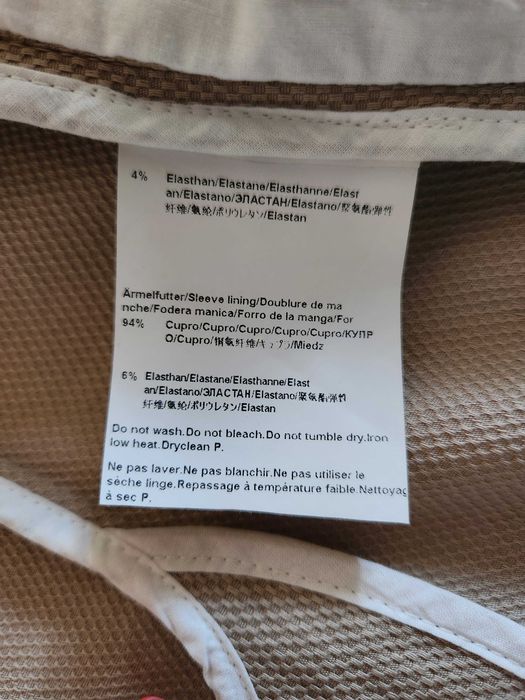 4% Elasthan/Elastane/Elasthanne/Elast
an/Elastano/ЭЛАСТАН/Elastano/聚氨酯弹性
纤维/氨纶/ポリウレタン/Elastan
Ärmelfutter/Sleeve lining/Doublure de ma
nche/Fodera manica/Forro de la manga/For
94% Cupro/Cupro/Cupro/Cupro/Cupro/КУПР
О/Cupro/铜氨纤维/キュプラ/Miedz
6% Elasthan/Elastane/Elasthanne/Elast
an/Elastano/ЭЛАСТАН/Elastano/聚氨酯弹性
纤维/氨纶/ポリウレタン/Elastan
Do not wash.Do not bleach.Do not tumble dry.Iron
low heat.Dryclean P.
Ne pas laver.Ne pas blanchir.Ne pas utiliser le
sèche linge.Repassage à température faible.Nettoyag
à sec P.